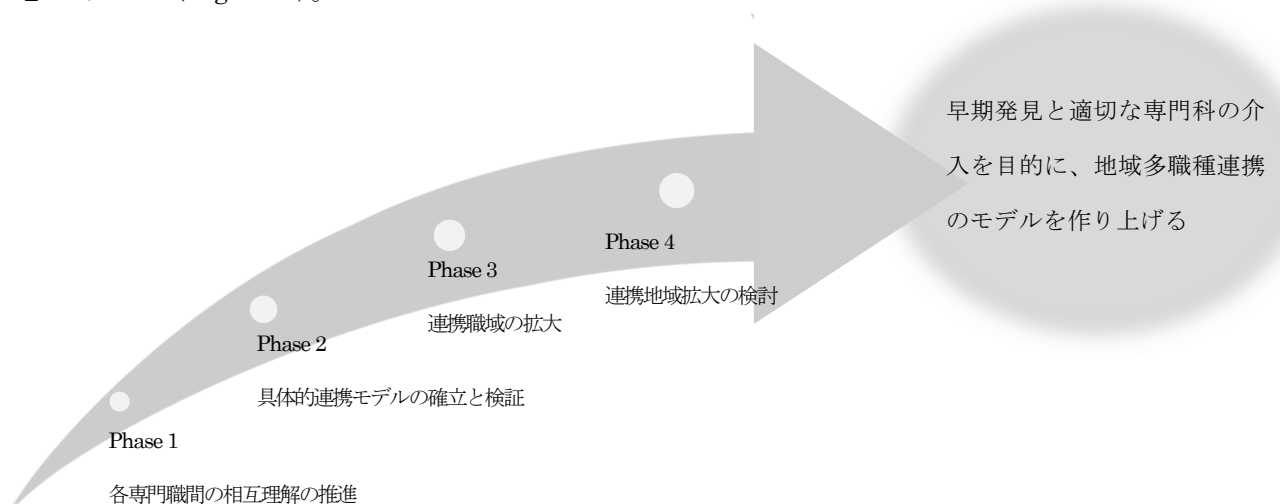 早期発見と適切な専門科の介
入を目的に、地域多職種連携
のモデルを作り上げる
Phase 4
連携地域拡大の検討
Phase 3
連携職域の拡大
Phase 2
具体的連携モデルの確立と検証
Phase 1
各専門職間の相互理解の推進